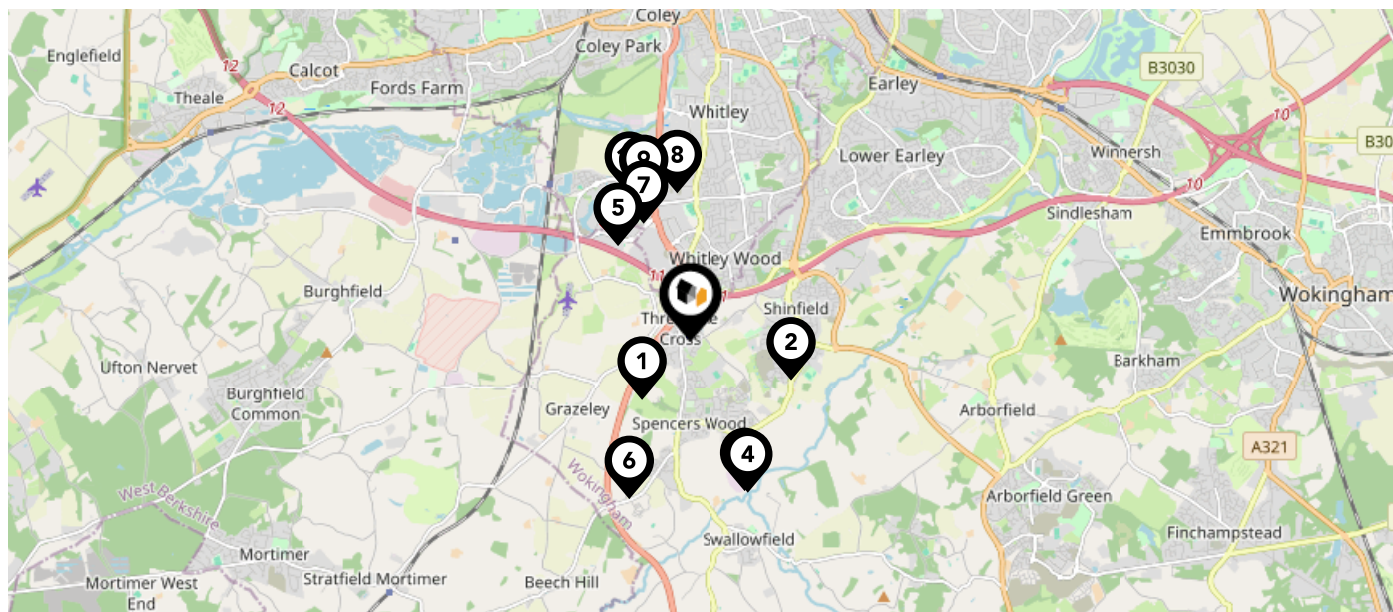 Coley
Coley Park
Englefield
12
Calcot
B3030
Theale
Fords Farm
Earley
12
Whitley
10
B30
8
Lower Earley
Winnersh
7
10
5
Sindlesham
Emmbrook
Whitley Wood
11
Burghfield
Wokingham
Shinfield
Cross
2
1
Barkham
Ufton Nervet
Burghfield
Common
Grazeley
Arborfield
Spencers Wood
A321
4
6
Wokingham
West Berkshire
Arborfield Green
Finchampstead
Swallowfield
Mortimer
Stratfield Mortimer
Beech Hill
Mortimer West
End